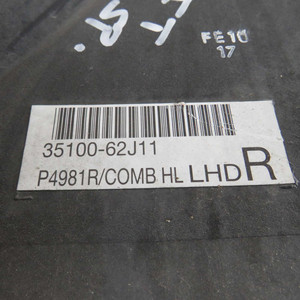 FE10
17
35100-62J11
P4981R/COMB HL LHD R